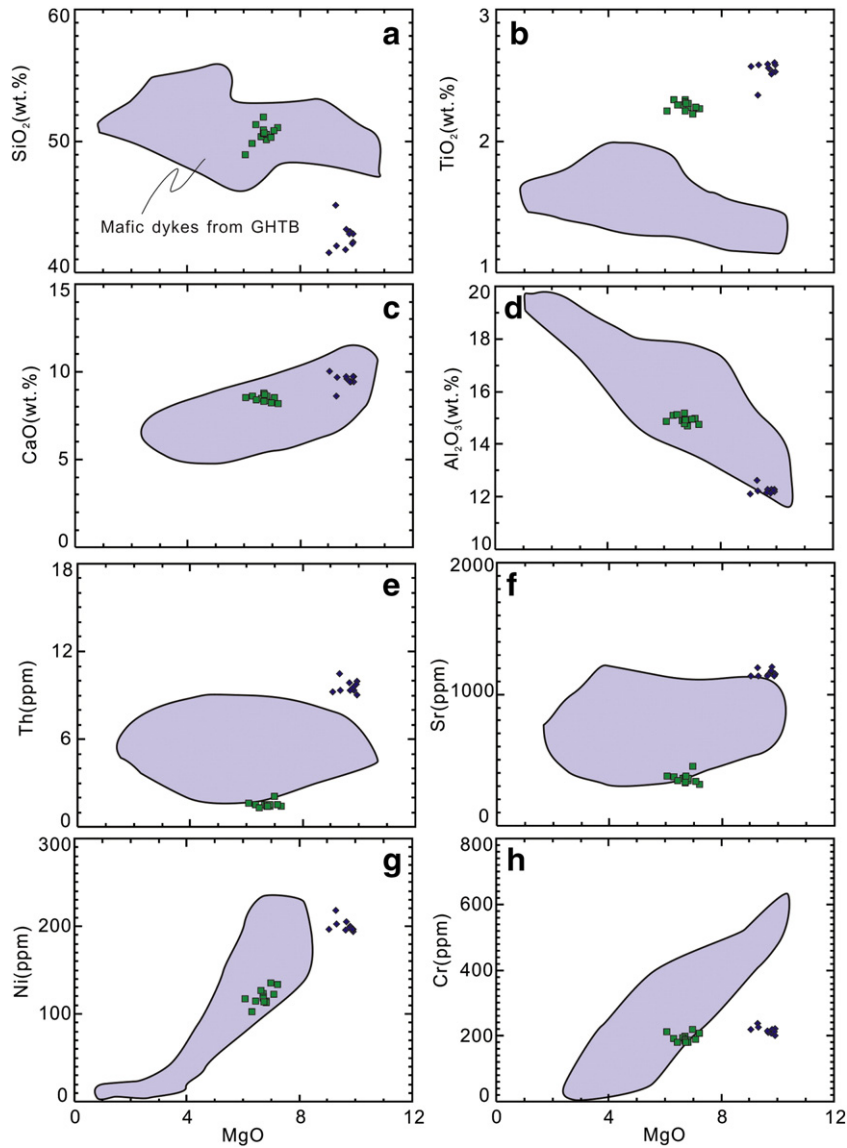 a
60
50
40
SiO₂(wt.%)
Mafic dykes from GHTB
b
3
2
1
TiO₂(wt.%)
c
15
10
5
0
CaO(wt.%)
d
20
18
16
14
12
10
Al₂O₃(wt.%)
e
18
12
6
0
Th(ppm)
f
2000
1000
0
Sr(ppm)
g
300
200
100
0
Ni(ppm)
0 4 8 12
MgO
h
800
600
400
200
0
Cr(ppm)
0 4 8 12
MgO